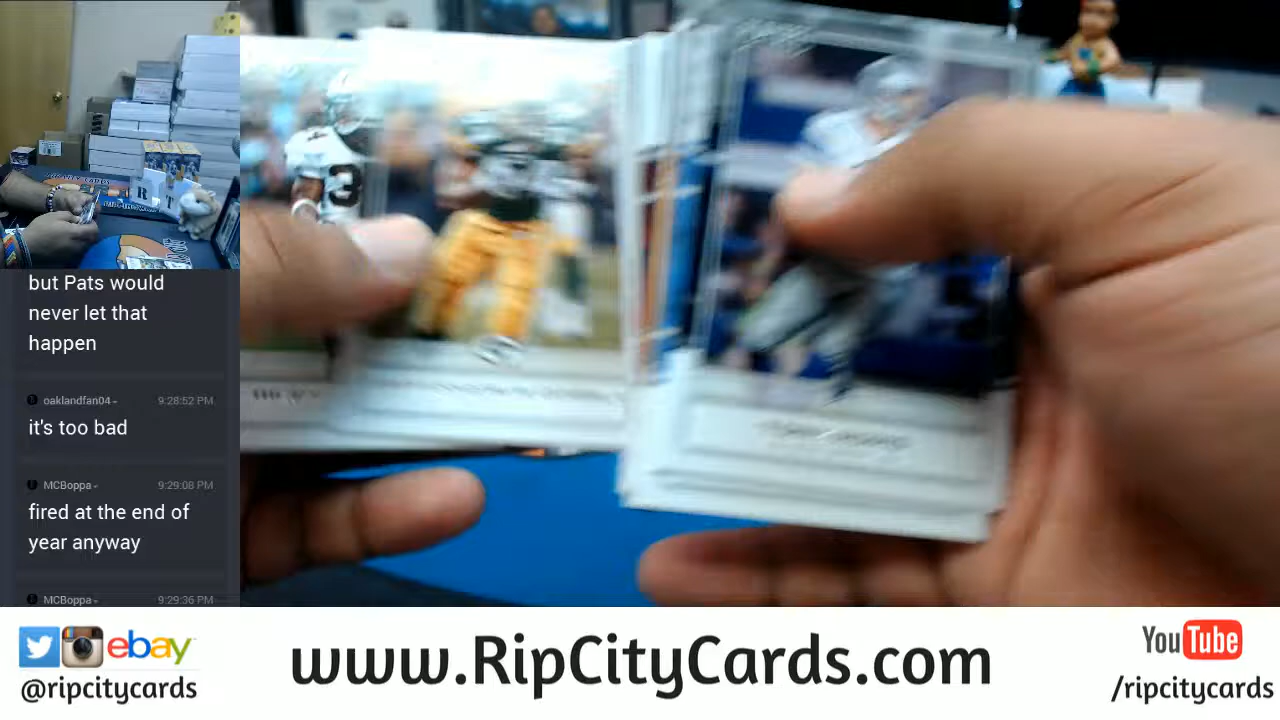 but Pats would
never let that
happen
oaklandfan04
9:28:52 PM
it's too bad
MCBoppa
9:29:08 PM
fired at the end of
year anyway
MCBoppa
9:29:36 PM
ebay
@ripcitycards
www.RipCityCards.com
YouTube
/ripcitycards